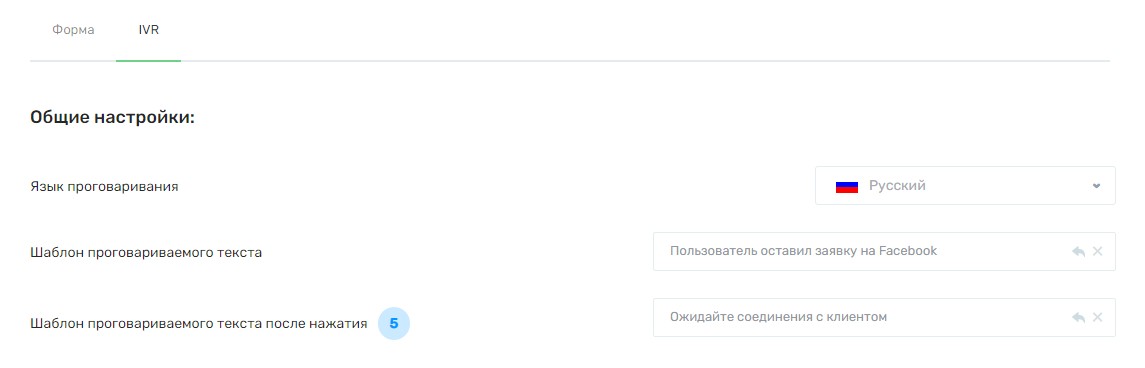 Форма IVR
Общие настройки:
Язык проговаривания Русский
Шаблон проговариваемого текста Пользователь оставил заявку на Facebook
Шаблон проговариваемого текста после нажатия 5 Ожидайте соединения с клиентом